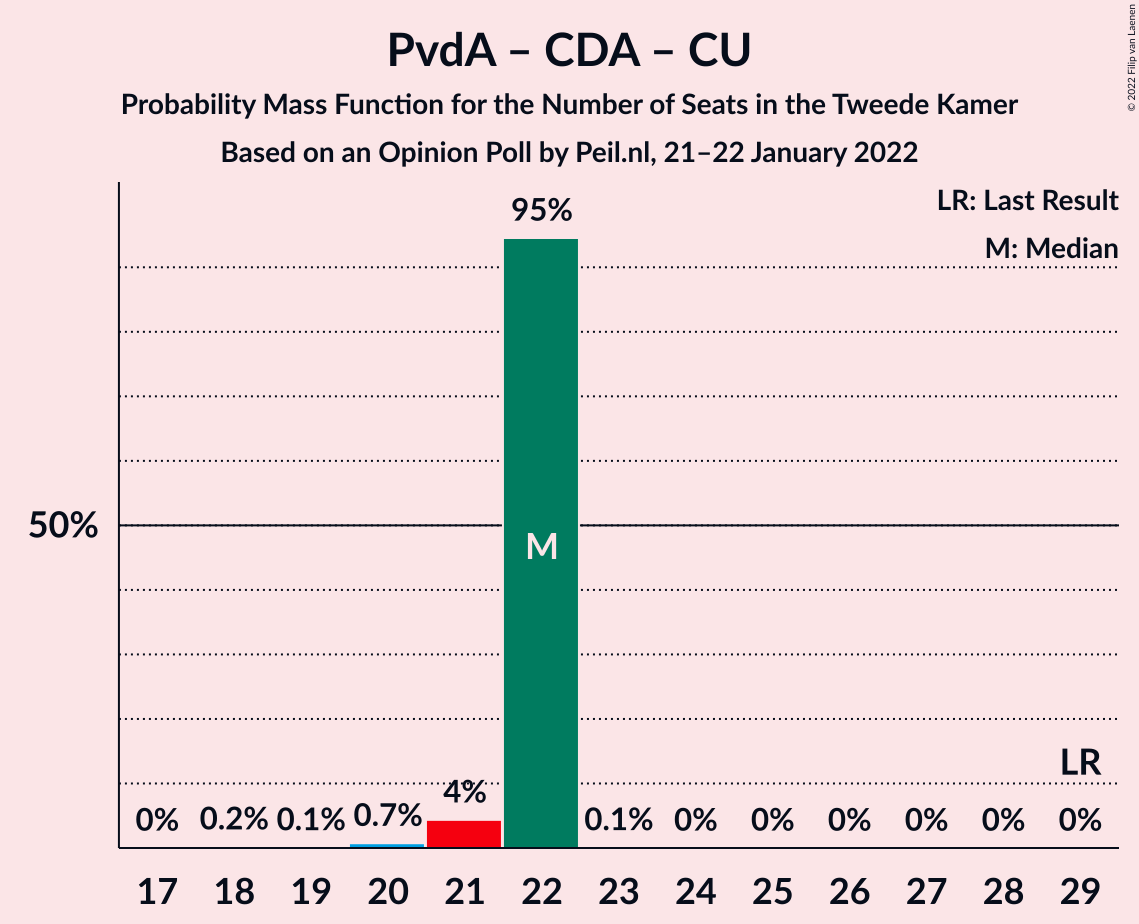 PvdA – CDA – CU
Probability Mass Function for the Number of Seats in the Tweede Kamer
Based on an Opinion Poll by Peil.nl, 21–22 January 2022
© 2022 Filip van Laenen
LR: Last Result
M: Median
95%
50%
M
LR
0% 0.2% 0.1% 0.7% 4% 0.1% 0% 0% 0% 0% 0% 0%
17 18 19 20 21 22 23 24 25 26 27 28 29